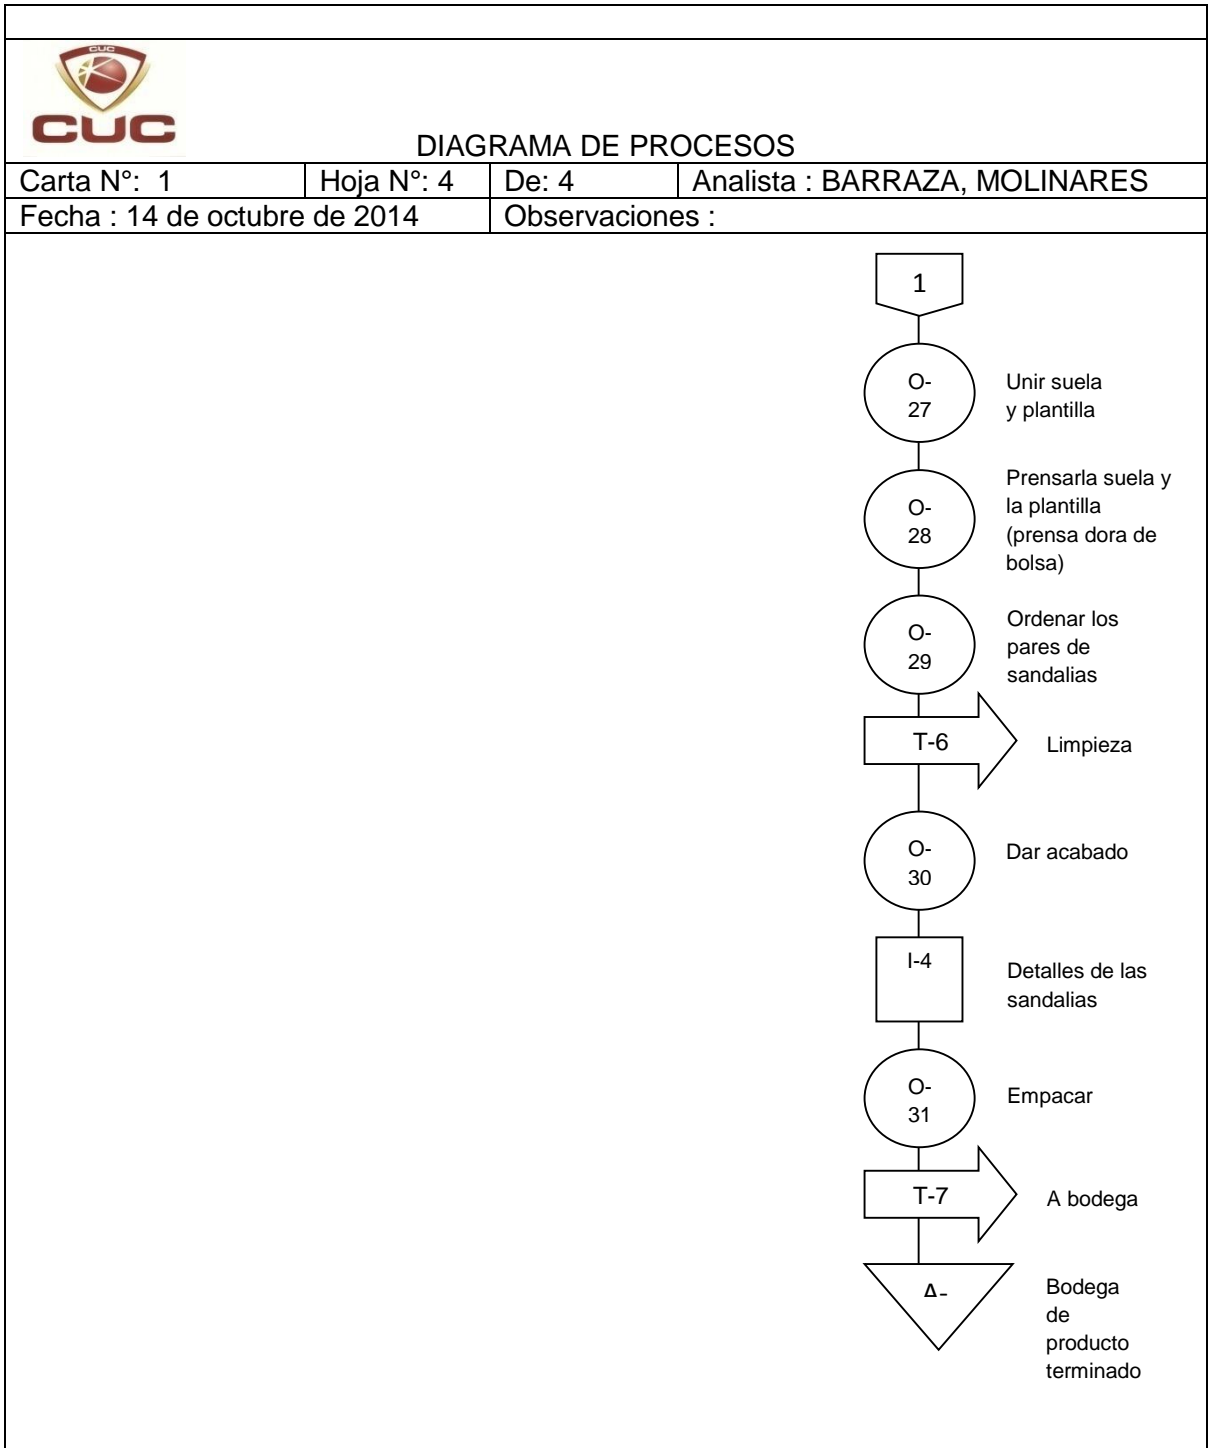 CUC
CUC
DIAGRAMA DE PROCESOS
Carta N°: 1 Hoja N°: 4 De: 4 Analista : BARRAZA, MOLINARES
Fecha : 14 de octubre de 2014 Observaciones :
1
O-
27
Unir suela
y plantilla
O-
28
Prensarla suela y
la plantilla
(prensa dora de
bolsa)
O-
29
Ordenar los
pares de
sandalias
T-6
Limpieza
O-
30
Dar acabado
I-4
Detalles de las
sandalias
O-
31
Empacar
T-7
A bodega
Bodega
de
producto
terminado